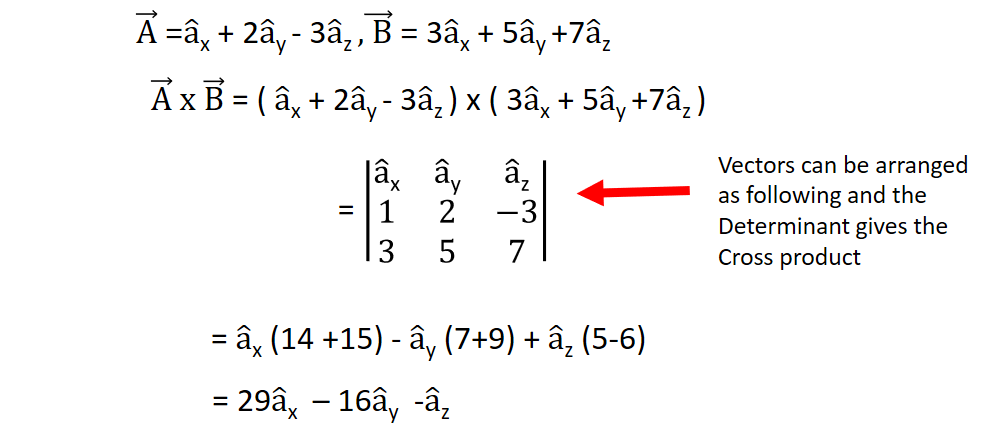 A⃗ =âx + 2ây - 3âz , B⃗ = 3âx + 5ây +7âz
A⃗ x B⃗ = ( âx + 2ây - 3âz ) x ( 3âx + 5ây +7âz )
= | âx ây âz |
| 1 2 −3 |
| 3 5 7 |
Vectors can be arranged
as following and the
Determinant gives the
Cross product
= âx (14 +15) - ây (7+9) + âz (5-6)
= 29âx – 16ây -âz